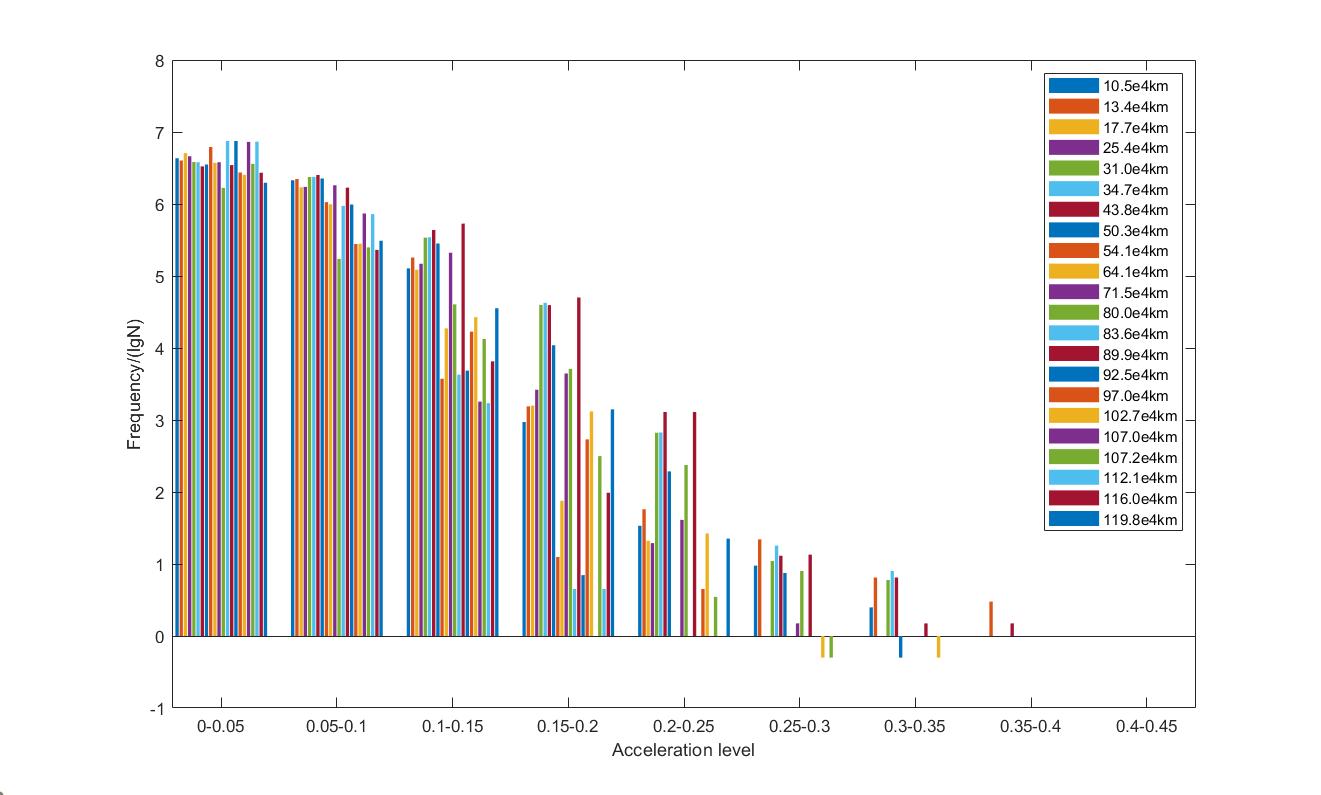 8
7
6
5
4
3
2
1
0
-1
Frequency/(lgN)
0-0.05 0.05-0.1 0.1-0.15 0.15-0.2 0.2-0.25 0.25-0.3 0.3-0.35 0.35-0.4 0.4-0.45
Acceleration level
10.5e4km
13.4e4km
17.7e4km
25.4e4km
31.0e4km
34.7e4km
43.8e4km
50.3e4km
54.1e4km
64.1e4km
71.5e4km
80.0e4km
83.6e4km
89.9e4km
92.5e4km
97.0e4km
102.7e4km
107.0e4km
107.2e4km
112.1e4km
116.0e4km
119.8e4km